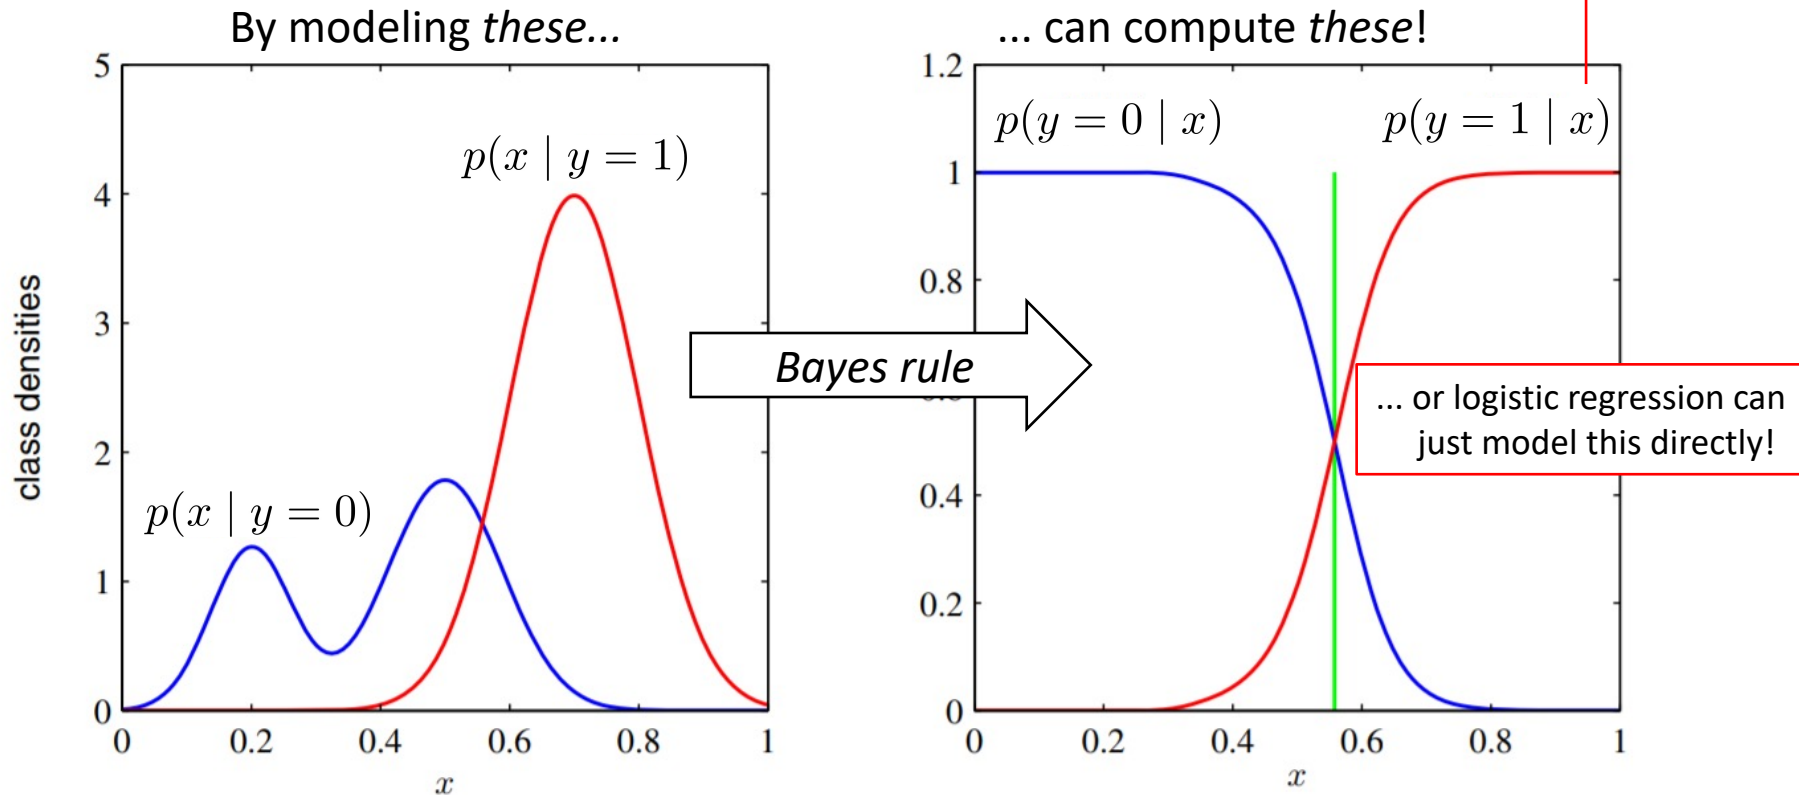 By modeling these...
... can compute these!
class densities
5
4
3
2
1
0
p(x | y = 1)
p(x | y = 0)
0 0.2 0.4 0.6 0.8 1
x
Bayes rule
1.2
1
0.8
0.4
0.2
0
p(y = 0 | x)
p(y = 1 | x)
... or logistic regression can
just model this directly!
0 0.2 0.4 0.6 0.8 1
x